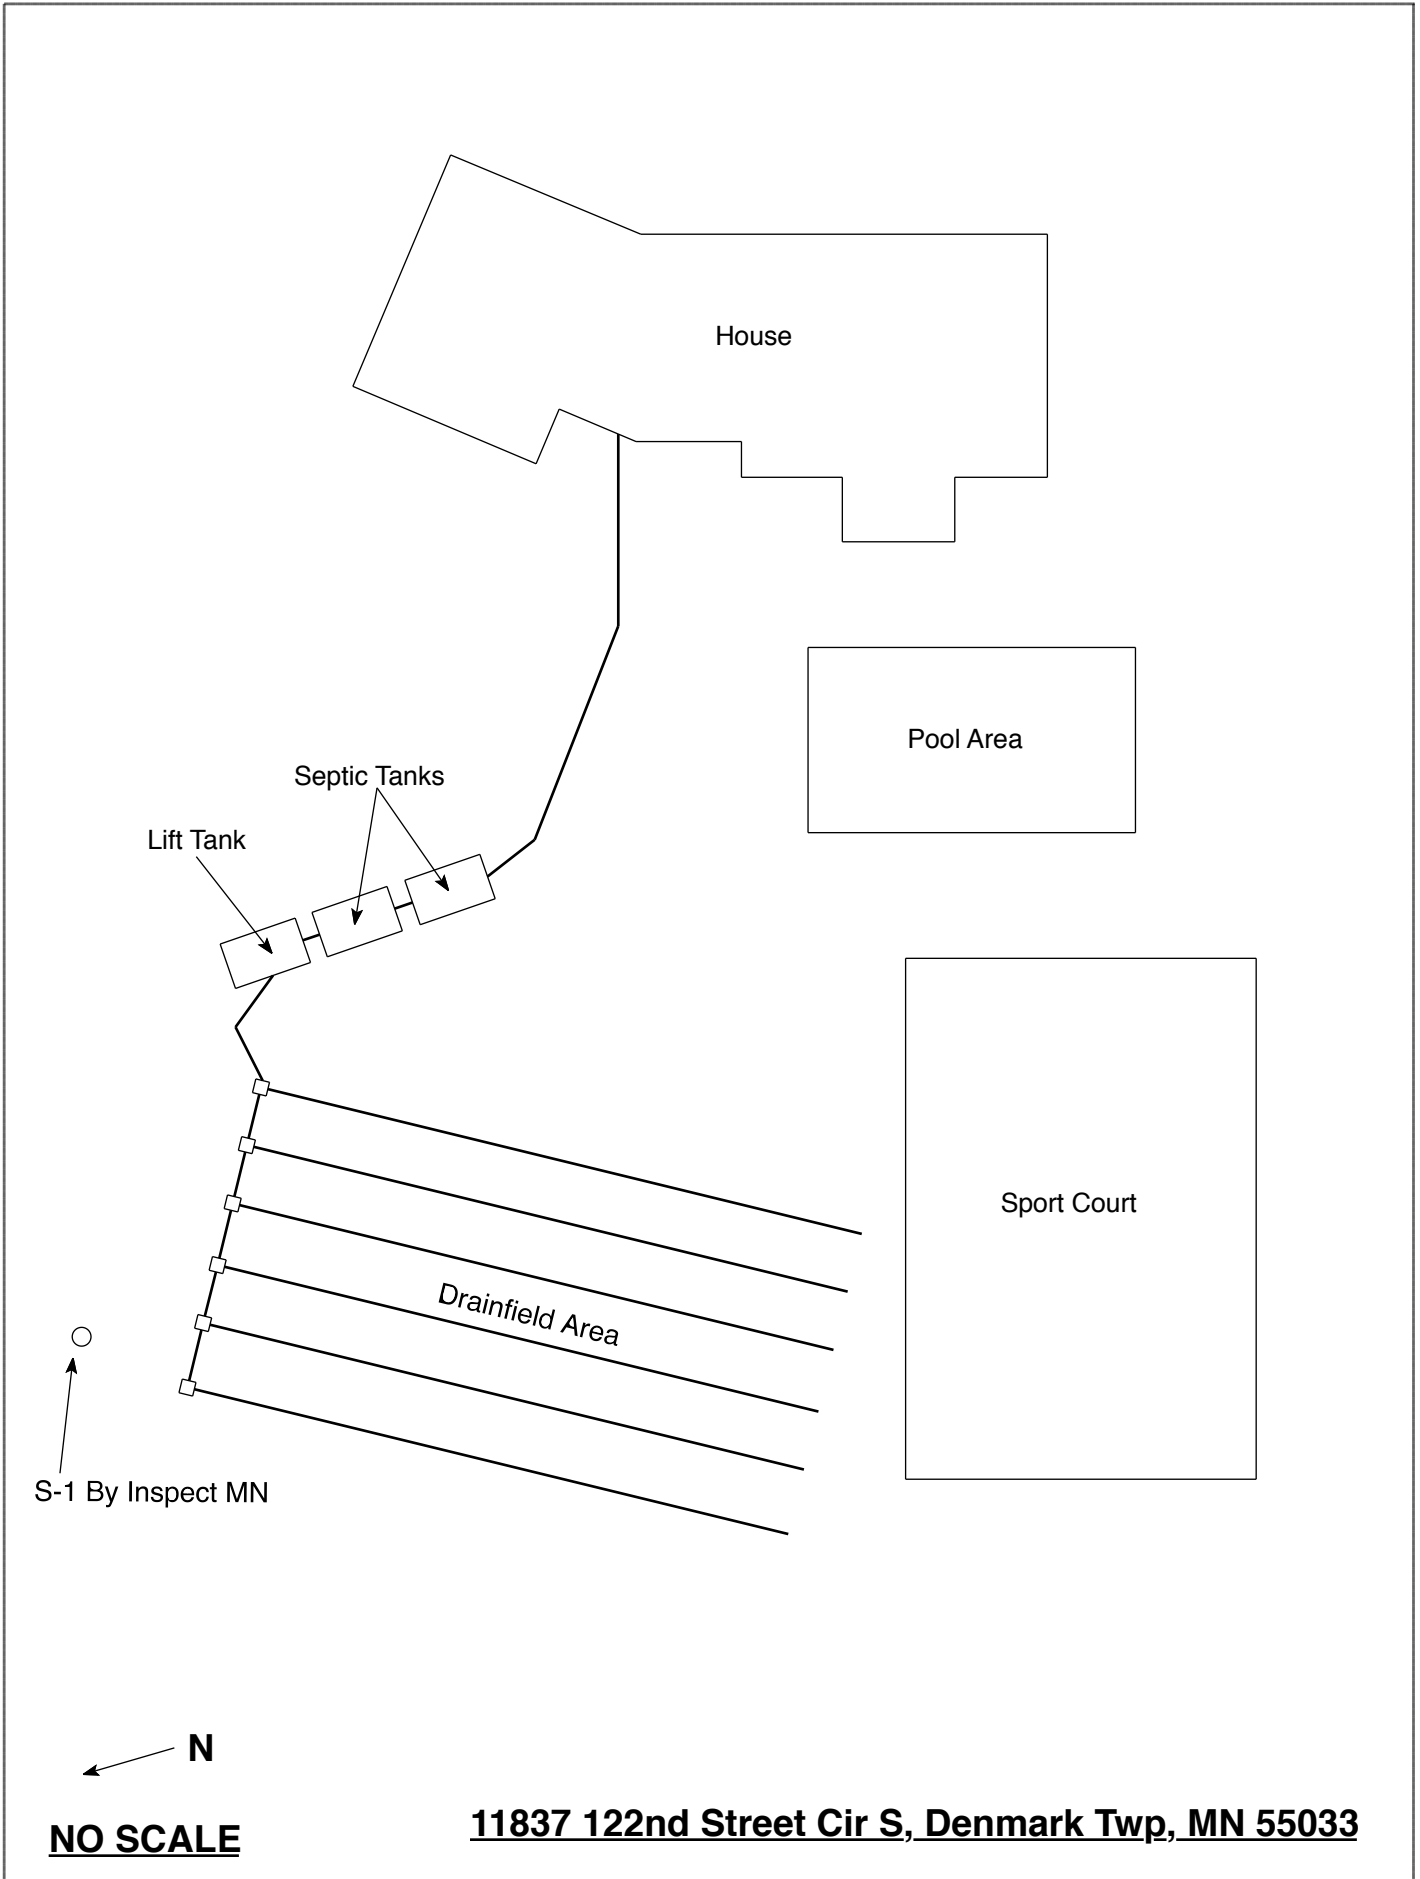 House
Pool Area
Septic Tanks
Lift Tank
Sport Court
Drainfield Area
S-1 By Inspect MN
N
NO SCALE
11837 122nd Street Cir S, Denmark Twp, MN 55033